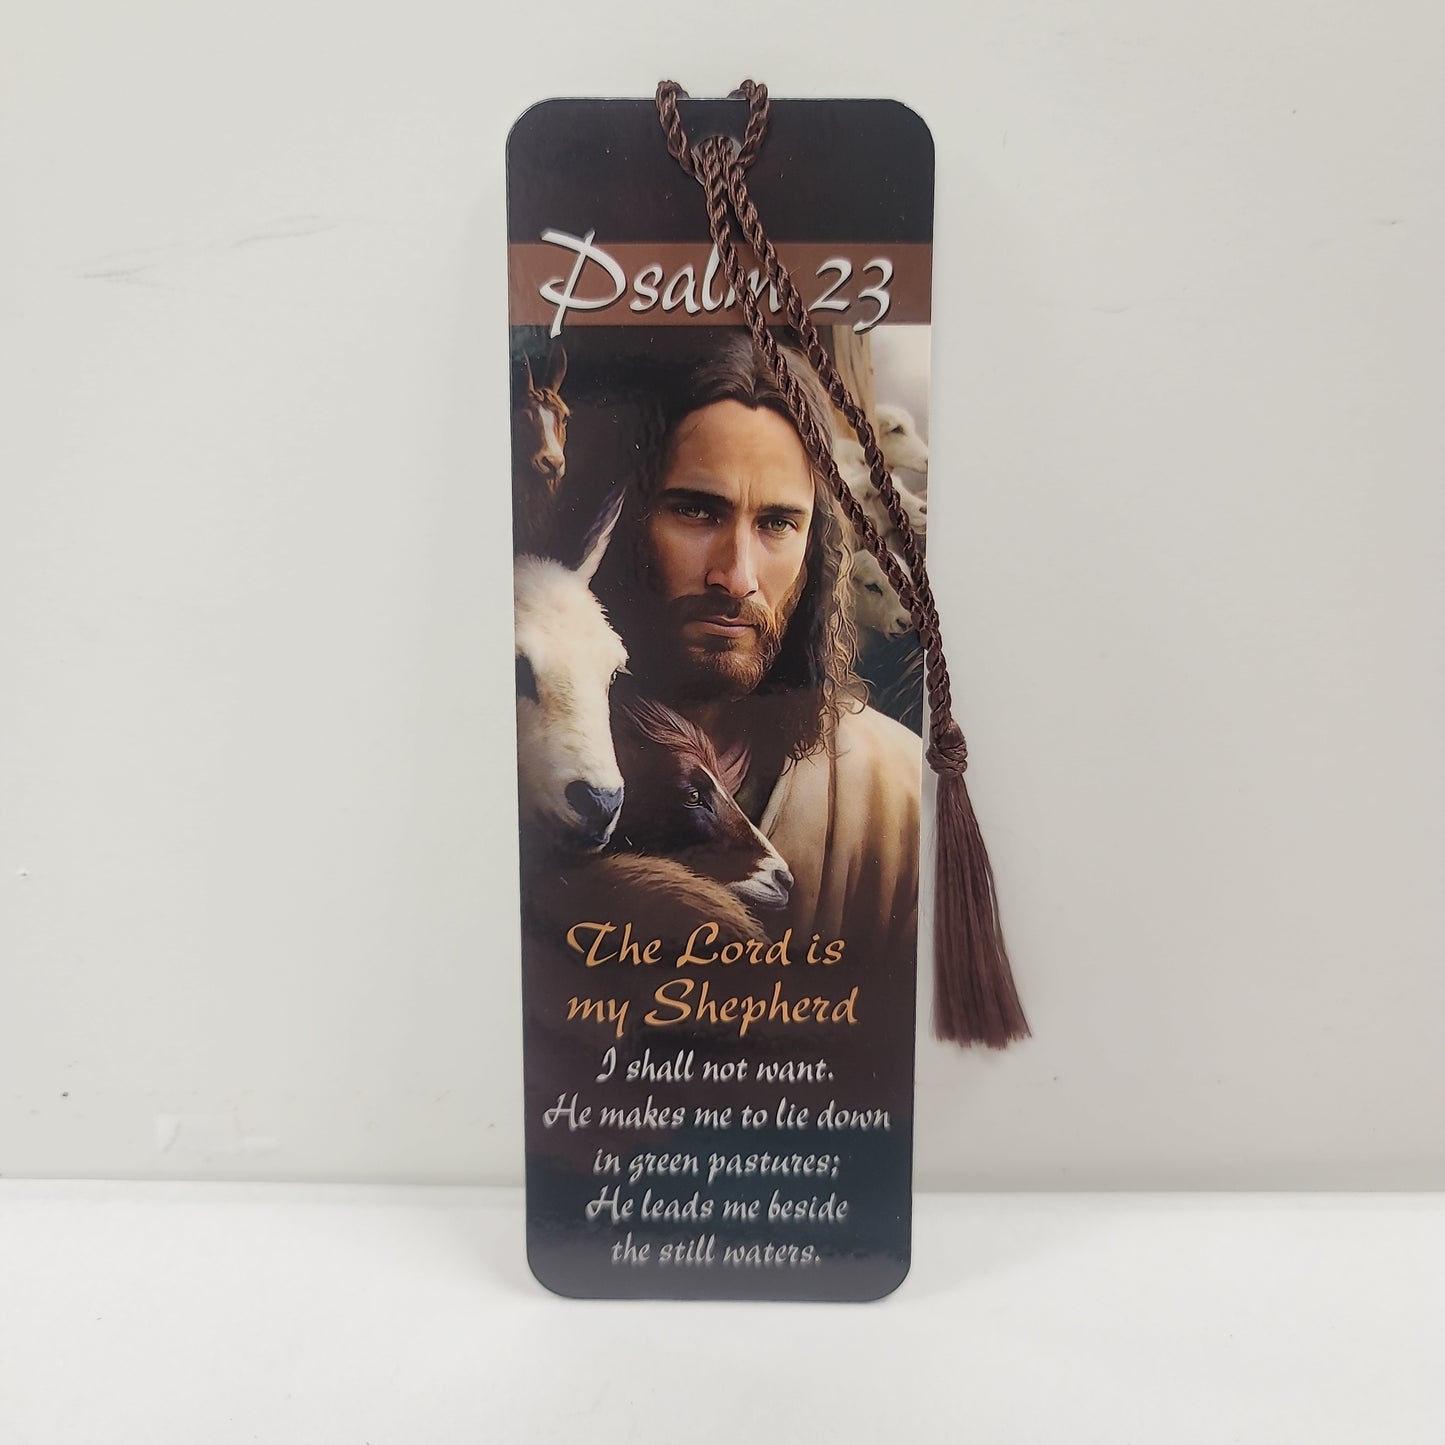 Psalm 23
The Lord is
my Shepherd
I shall not want.
He makes me to lie down
in green pastures;
He leads me beside
the still waters.